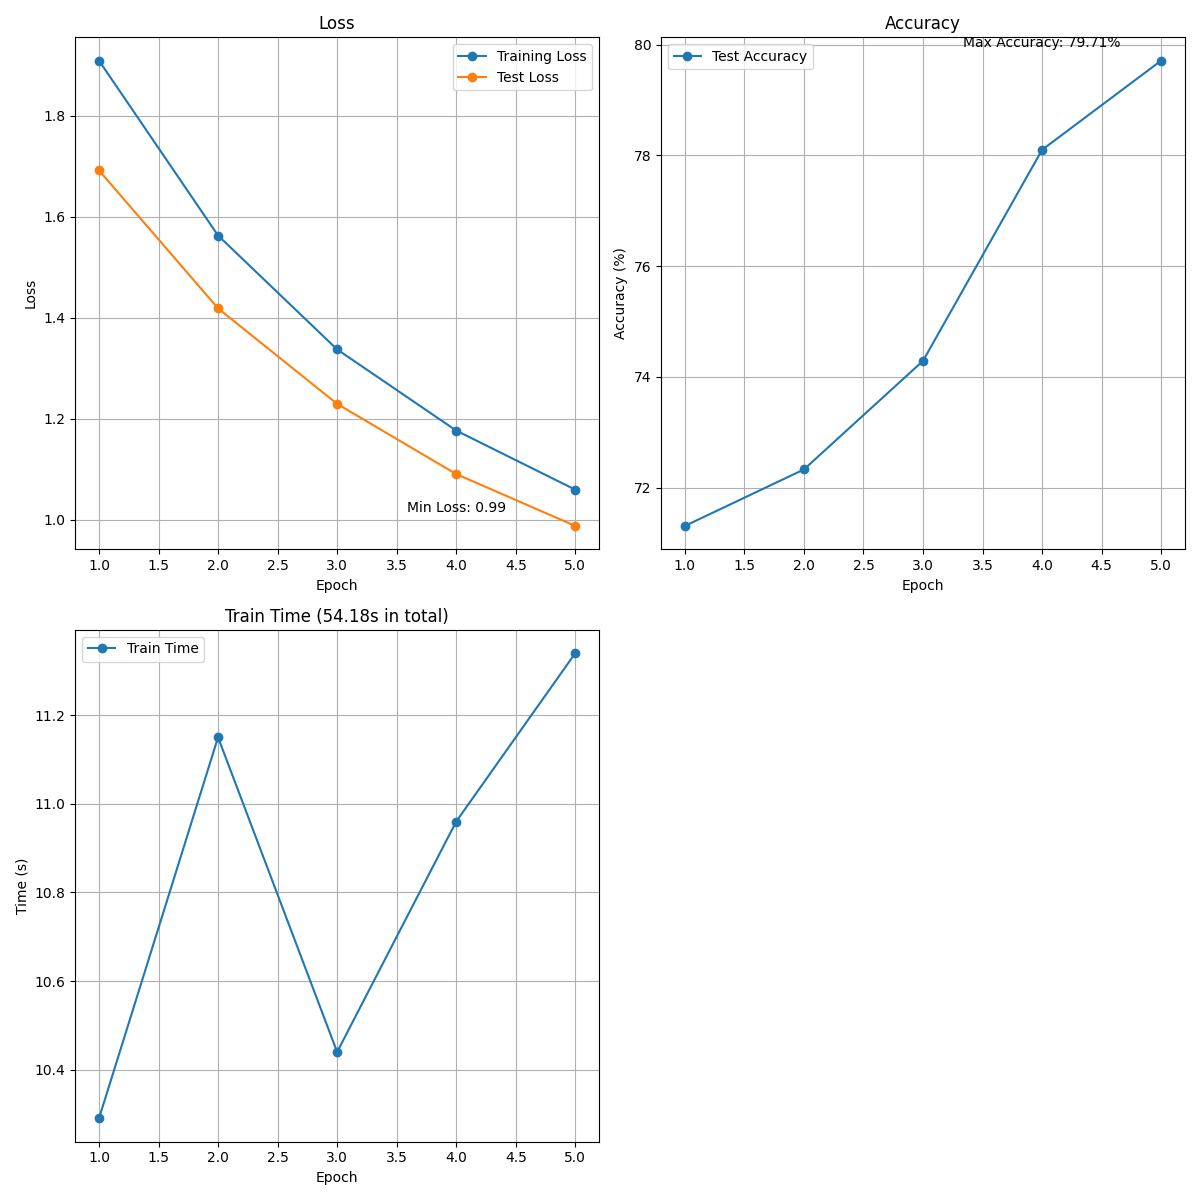 Loss
Training Loss
Test Loss
1.8
1.6
1.4
1.2
1.0
Loss
Min Loss: 0.99
1.0 1.5 2.0 2.5 3.0 3.5 4.0 4.5 5.0
Epoch
Accuracy
Max Accuracy: 79.71%
Test Accuracy
80
78
76
74
72
Accuracy (%)
1.0 1.5 2.0 2.5 3.0 3.5 4.0 4.5 5.0
Epoch
Train Time (54.18s in total)
Train Time
11.2
11.0
10.8
10.6
10.4
Time (s)
1.0 1.5 2.0 2.5 3.0 3.5 4.0 4.5 5.0
Epoch